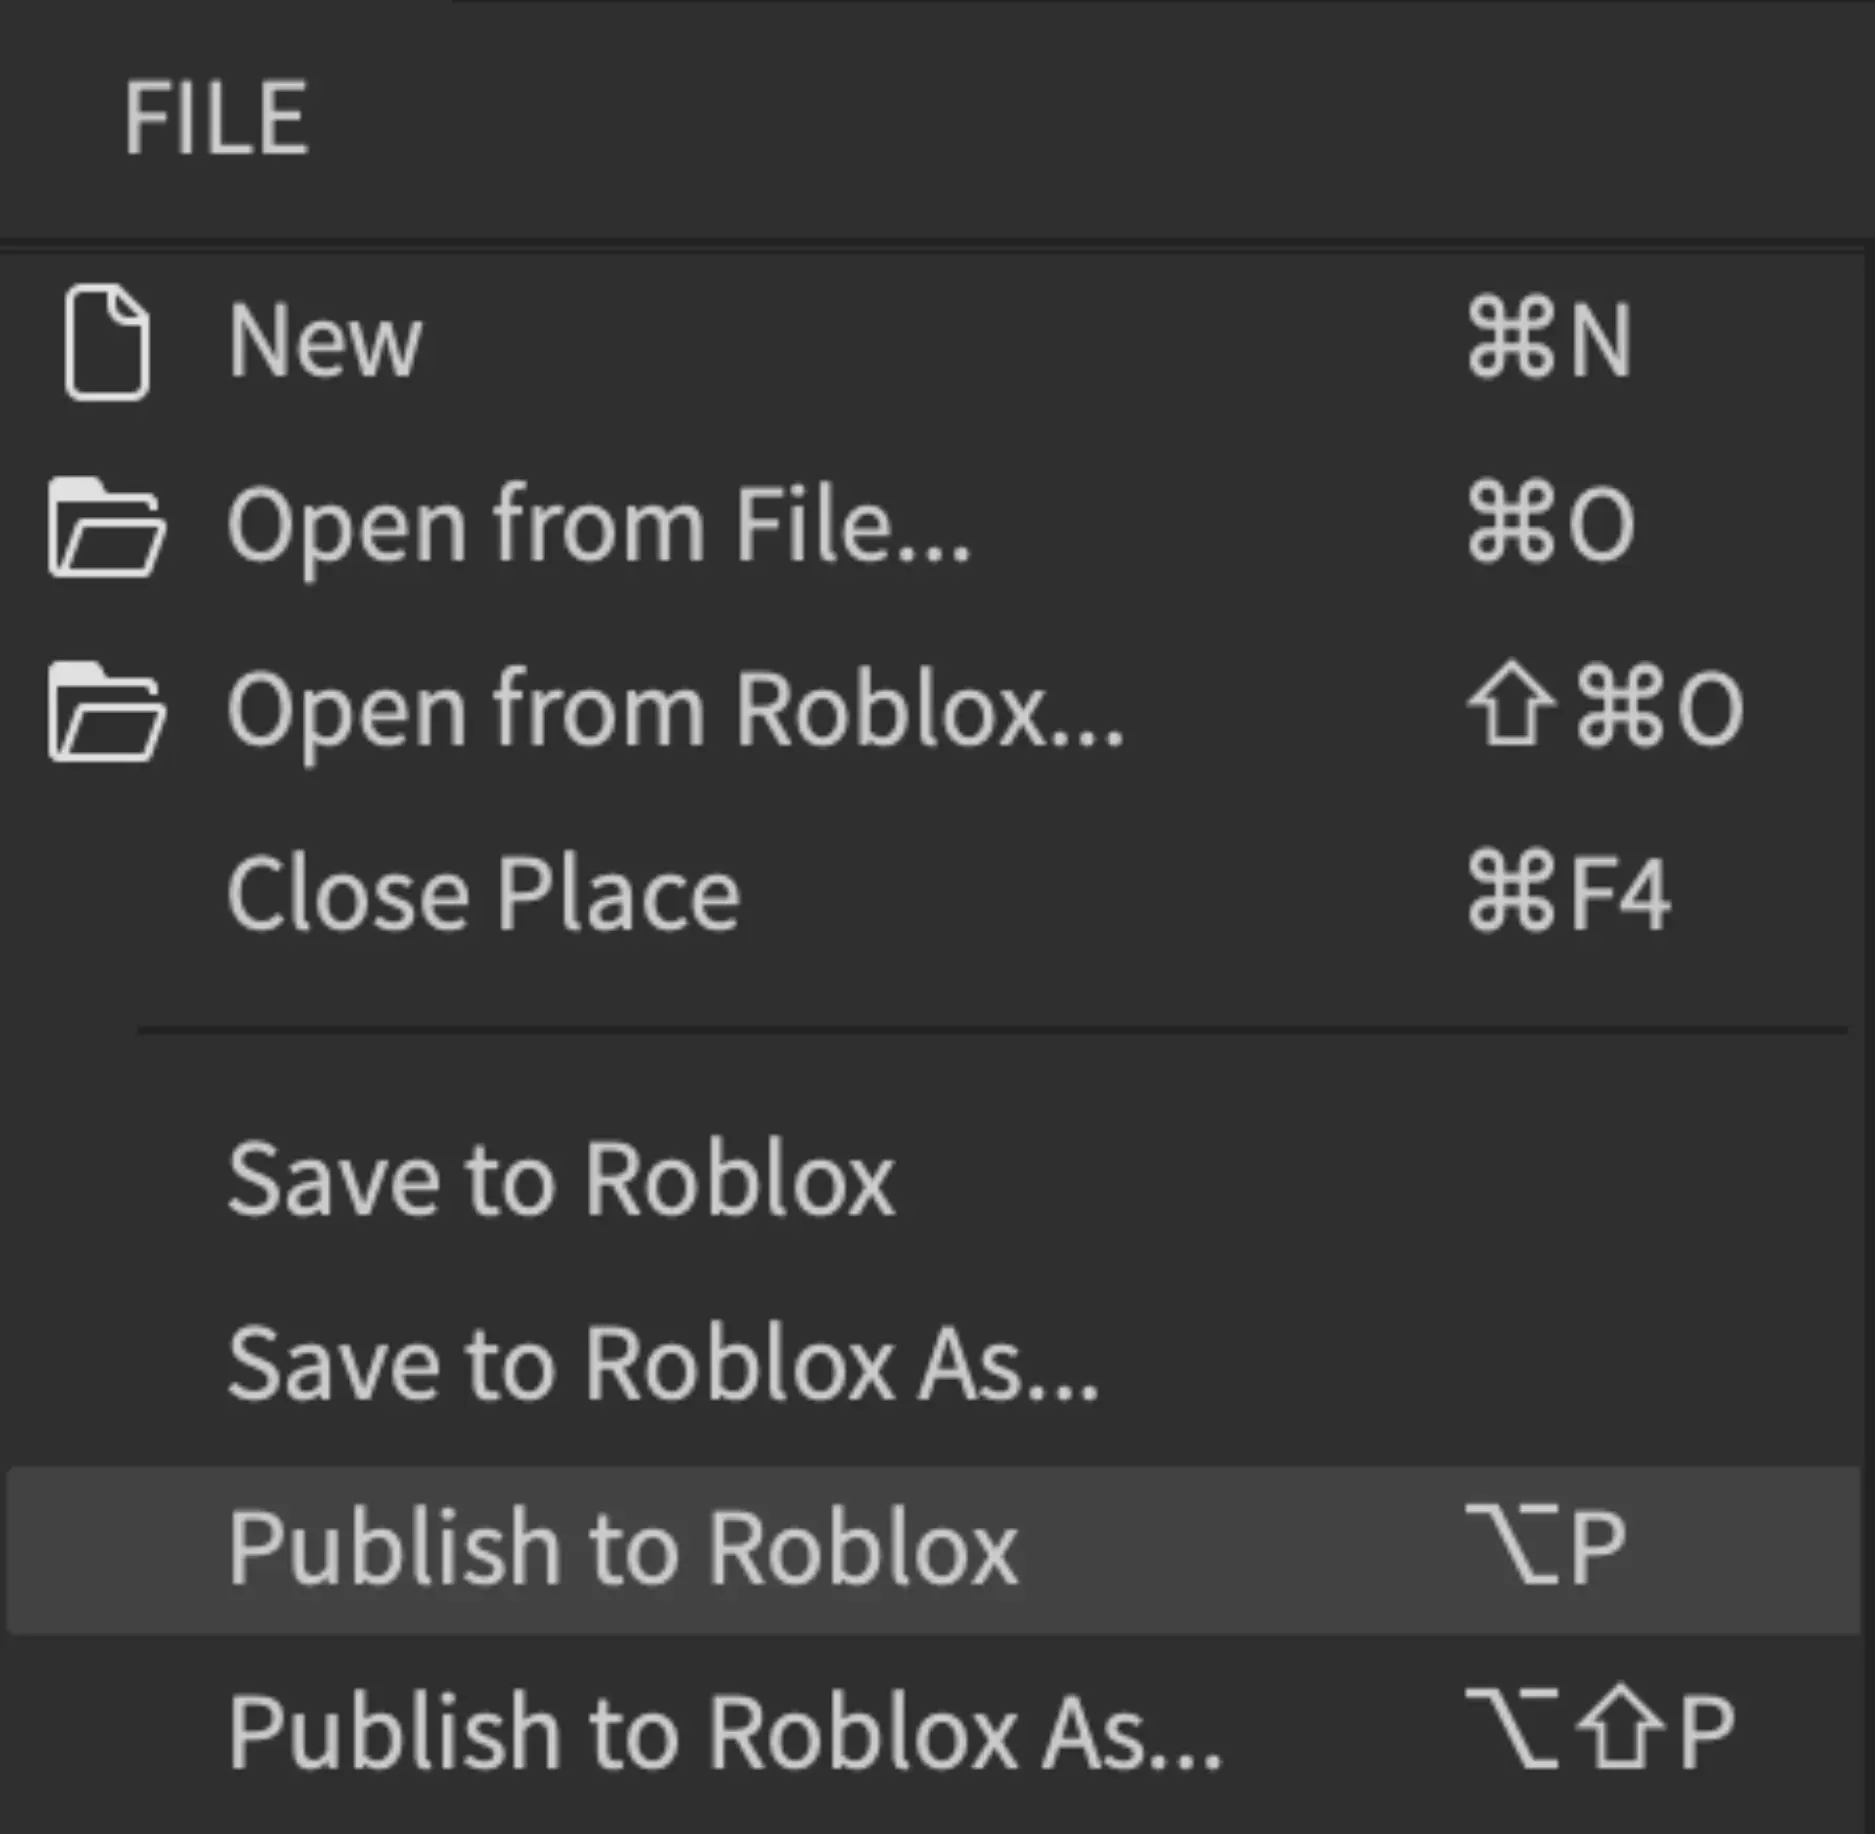 FILE
New ⌘N
Open from File... ⌘O
Open from Roblox... ⇧⌘O
Close Place ⌘F4
Save to Roblox
Save to Roblox As...
Publish to Roblox ⌥P
Publish to Roblox As... ⌥⇧P